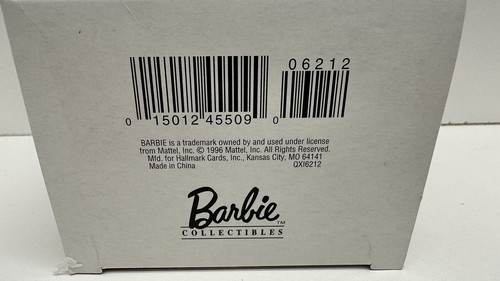 06212
0 15012 45509 0
BARBIE is a trademark owned by and used under license
from Mattel, Inc. © 1996 Mattel, Inc. All Rights Reserved.
Mfd. for Hallmark Cards, Inc., Kansas City, MO 64141
Made in China QXI6212
Barbie™
COLLECTIBLES